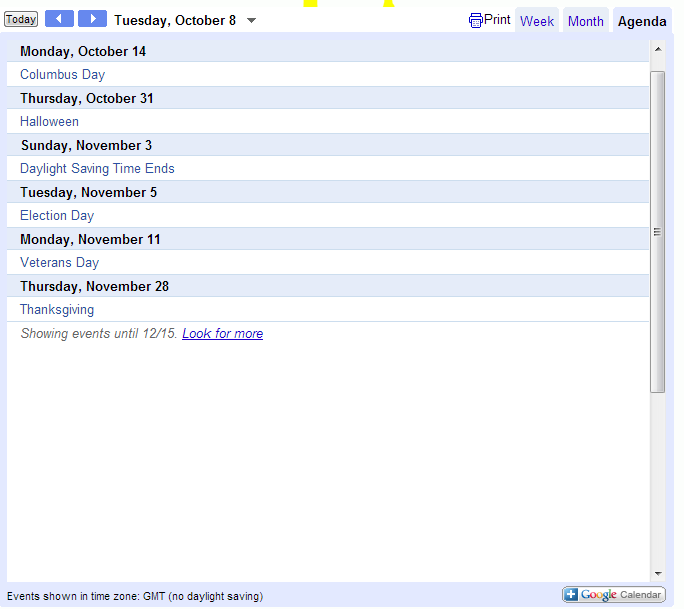 Today Tuesday, October 8 Print Week Month Agenda
Monday, October 14
Columbus Day
Thursday, October 31
Halloween
Sunday, November 3
Daylight Saving Time Ends
Tuesday, November 5
Election Day
Monday, November 11
Veterans Day
Thursday, November 28
Thanksgiving
Showing events until 12/15. Look for more
Events shown in time zone: GMT (no daylight saving) Google Calendar